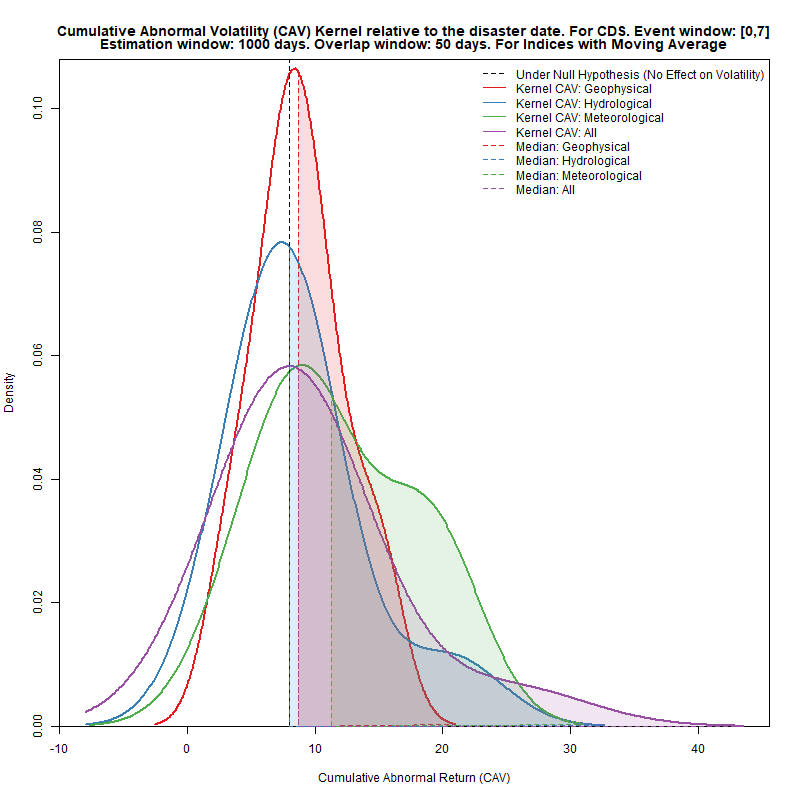 Cumulative Abnormal Volatility (CAV) Kernel relative to the disaster date. For CDS. Event window: [0,7]
Estimation window: 1000 days. Overlap window: 50 days. For Indices with Moving Average
Under Null Hypothesis (No Effect on Volatility)
Kernel CAV: Geophysical
Kernel CAV: Hydrological
Kernel CAV: Meteorological
Kernel CAV: All
Median: Geophysical
Median: Hydrological
Median: Meteorological
Median: All
Density
0.10
0.08
0.06
0.04
0.02
0.00
-10
0
10
20
30
40
Cumulative Abnormal Return (CAV)